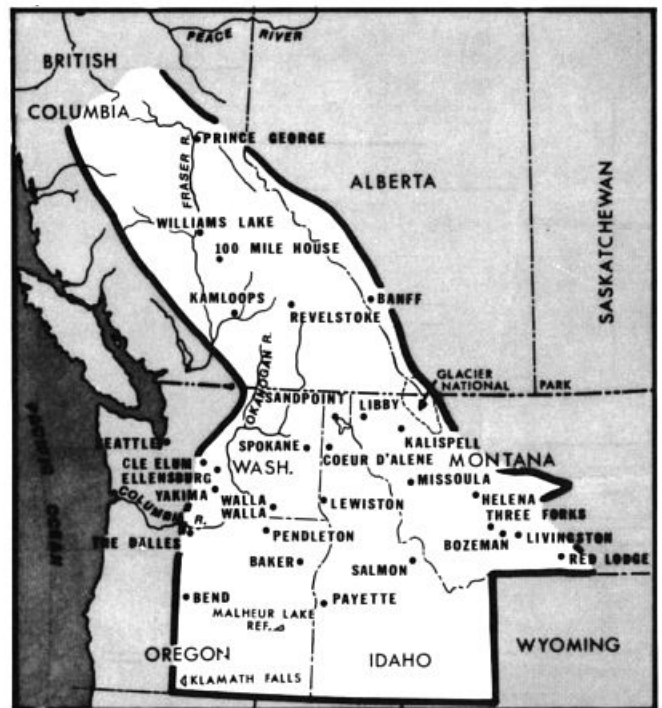 PEACE RIVER
BRITISH
COLUMBIA
PRINCE GEORGE
FRASER R.
ALBERTA
SASKATCHEWAN
WILLIAMS LAKE
100 MILE HOUSE
BANFF
KAMLOOPS
REVELSTOKE
OKANOGAN R.
GLACIER
NATIONAL PARK
SANDPOINT
LIBBY
KALISPELL
SEATTLE
SPOKANE
COEUR D'ALENE
MONTANA
CLE ELUM
ELLENSBURG
WASH.
MISSOULA
YAKIMA
WALLA
WALLA
LEWISTON
HELENA
THREE FORKS
PACIFIC OCEAN
COLUMBIA R.
THE DALLES
PENDLETON
BOZEMAN
LIVINGSTON
BAKER
SALMON
RED LODGE
BEND
PAYETTE
MALHEUR LAKE
REF.
OREGON
IDAHO
WYOMING
KLAMATH FALLS